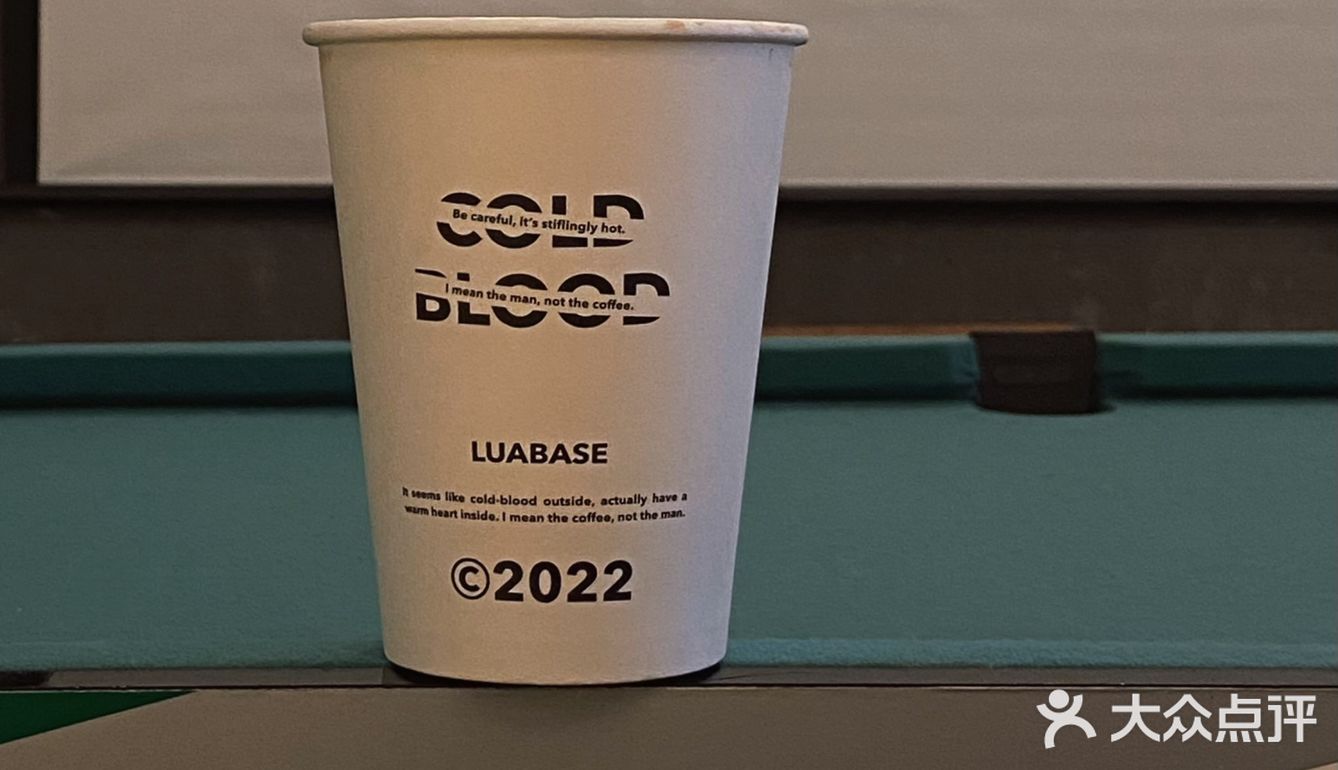 COLD
Be careful, it's stiflingly hot.
BLOOD
I mean the man, not the coffee.
LUABASE
It seems like cold-blood outside, actually have a
warm heart inside. I mean the coffee, not the man.
©2022
大众点评